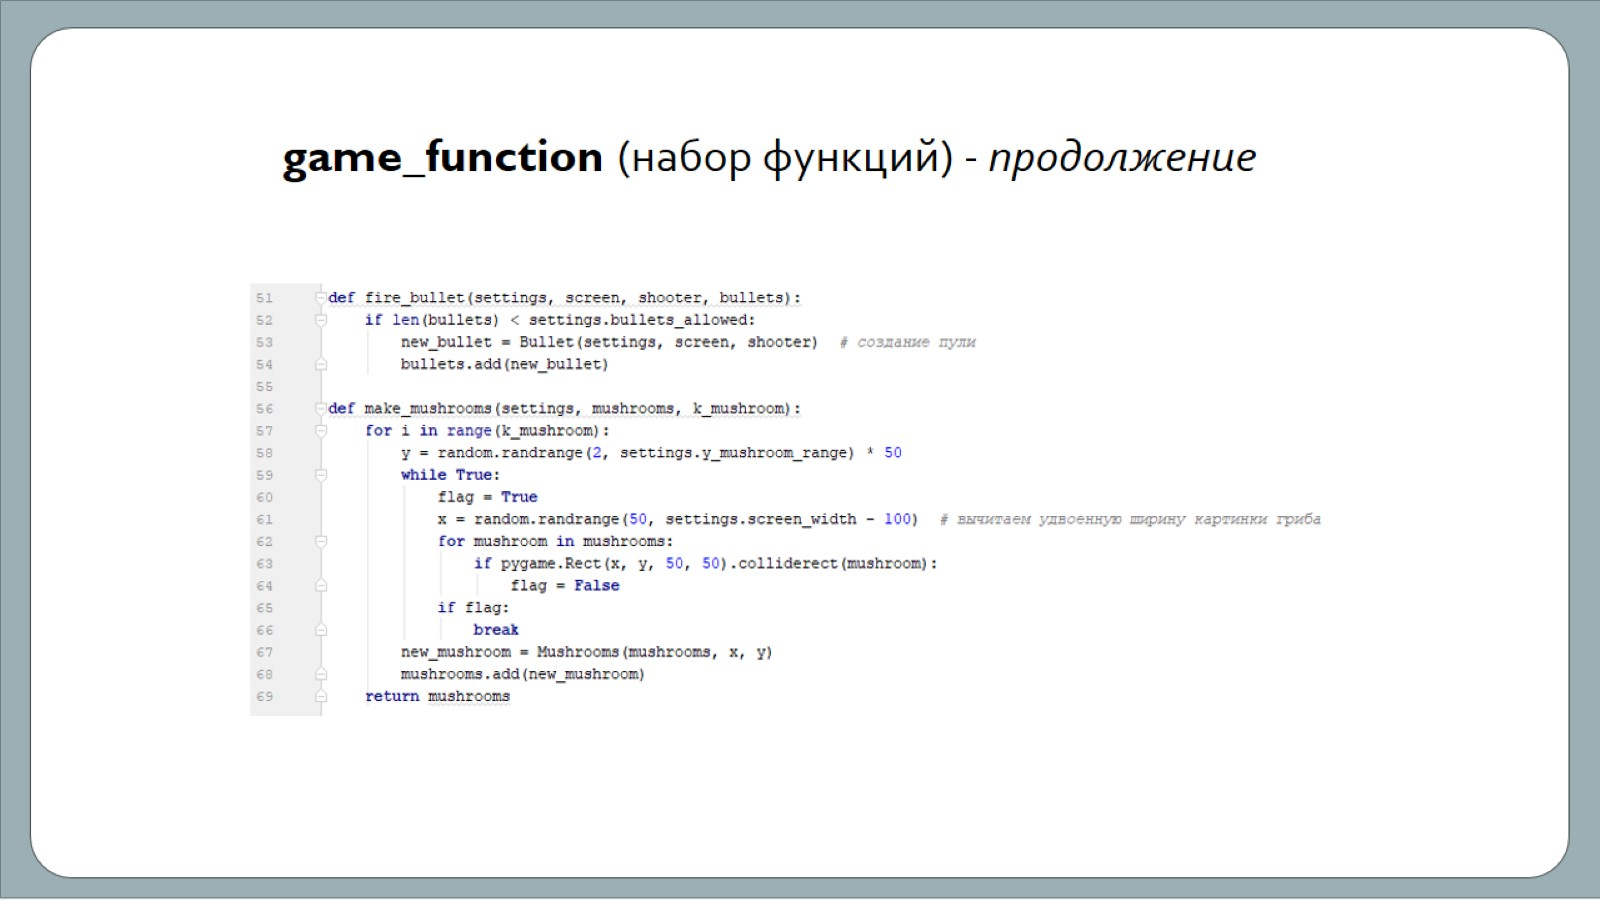 game_function (набор функций) - продолжение
51 def fire_bullet(settings, screen, shooter, bullets):
52     if len(bullets) < settings.bullets_allowed:
53         new_bullet = Bullet(settings, screen, shooter)  # создание пули
54         bullets.add(new_bullet)
55
56 def make_mushrooms(settings, mushrooms, k_mushroom):
57     for i in range(k_mushroom):
58         y = random.randrange(2, settings.y_mushroom_range) * 50
59         while True:
60             flag = True
61             x = random.randrange(50, settings.screen_width - 100)  # вычитаем удвоенную ширину картинки гриба
62             for mushroom in mushrooms:
63                 if pygame.Rect(x, y, 50, 50).colliderect(mushroom):
64                     flag = False
65             if flag:
66                 break
67         new_mushroom = Mushrooms(mushrooms, x, y)
68         mushrooms.add(new_mushroom)
69     return mushrooms